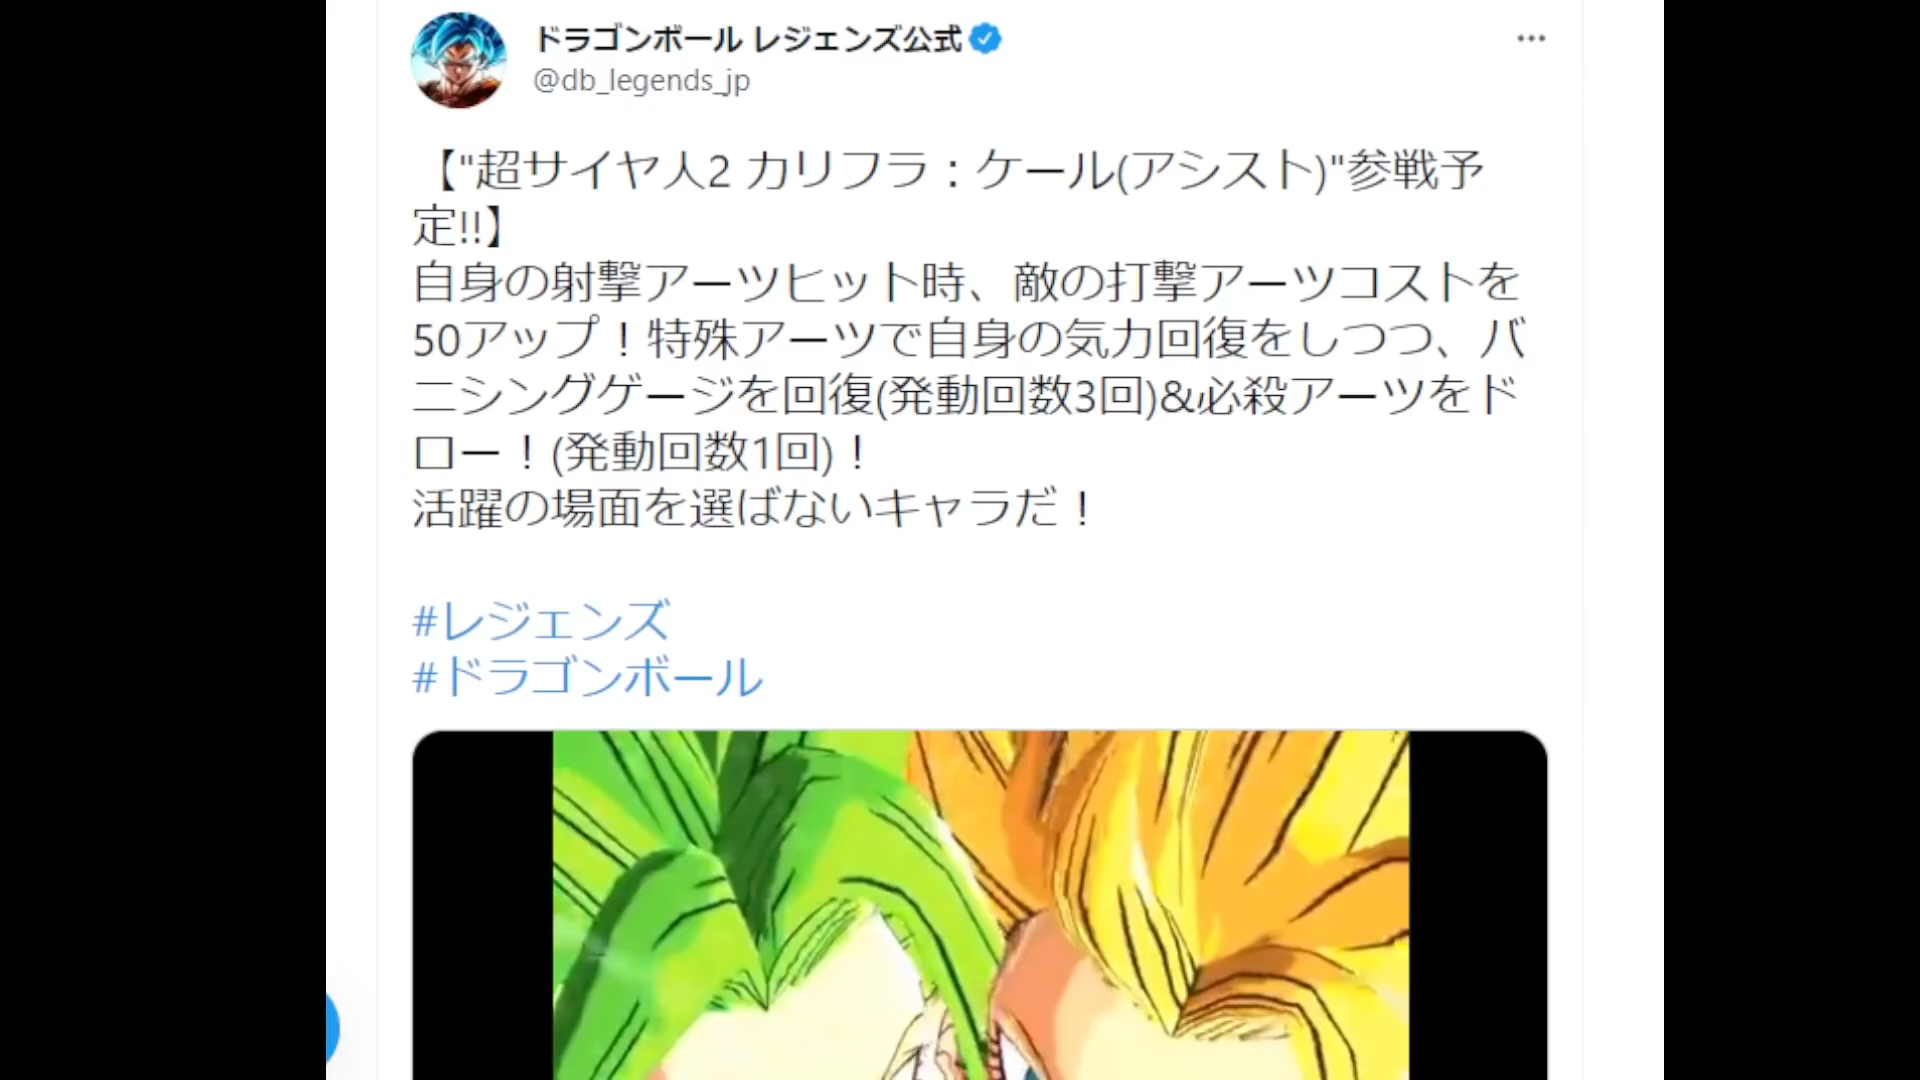 ドラゴンボール レジェンズ公式
@db_legends_jp
【"超サイヤ人2 カリフラ：ケール(アシスト)"参戦予
定!!】
自身の射撃アーツヒット時、敵の打撃アーツコストを
50アップ！特殊アーツで自身の気力回復をしつつ、バ
ニシングゲージを回復(発動回数3回)&必殺アーツをド
ロー！(発動回数1回)！
活躍の場面を選ばないキャラだ！
#レジェンズ
#ドラゴンボール